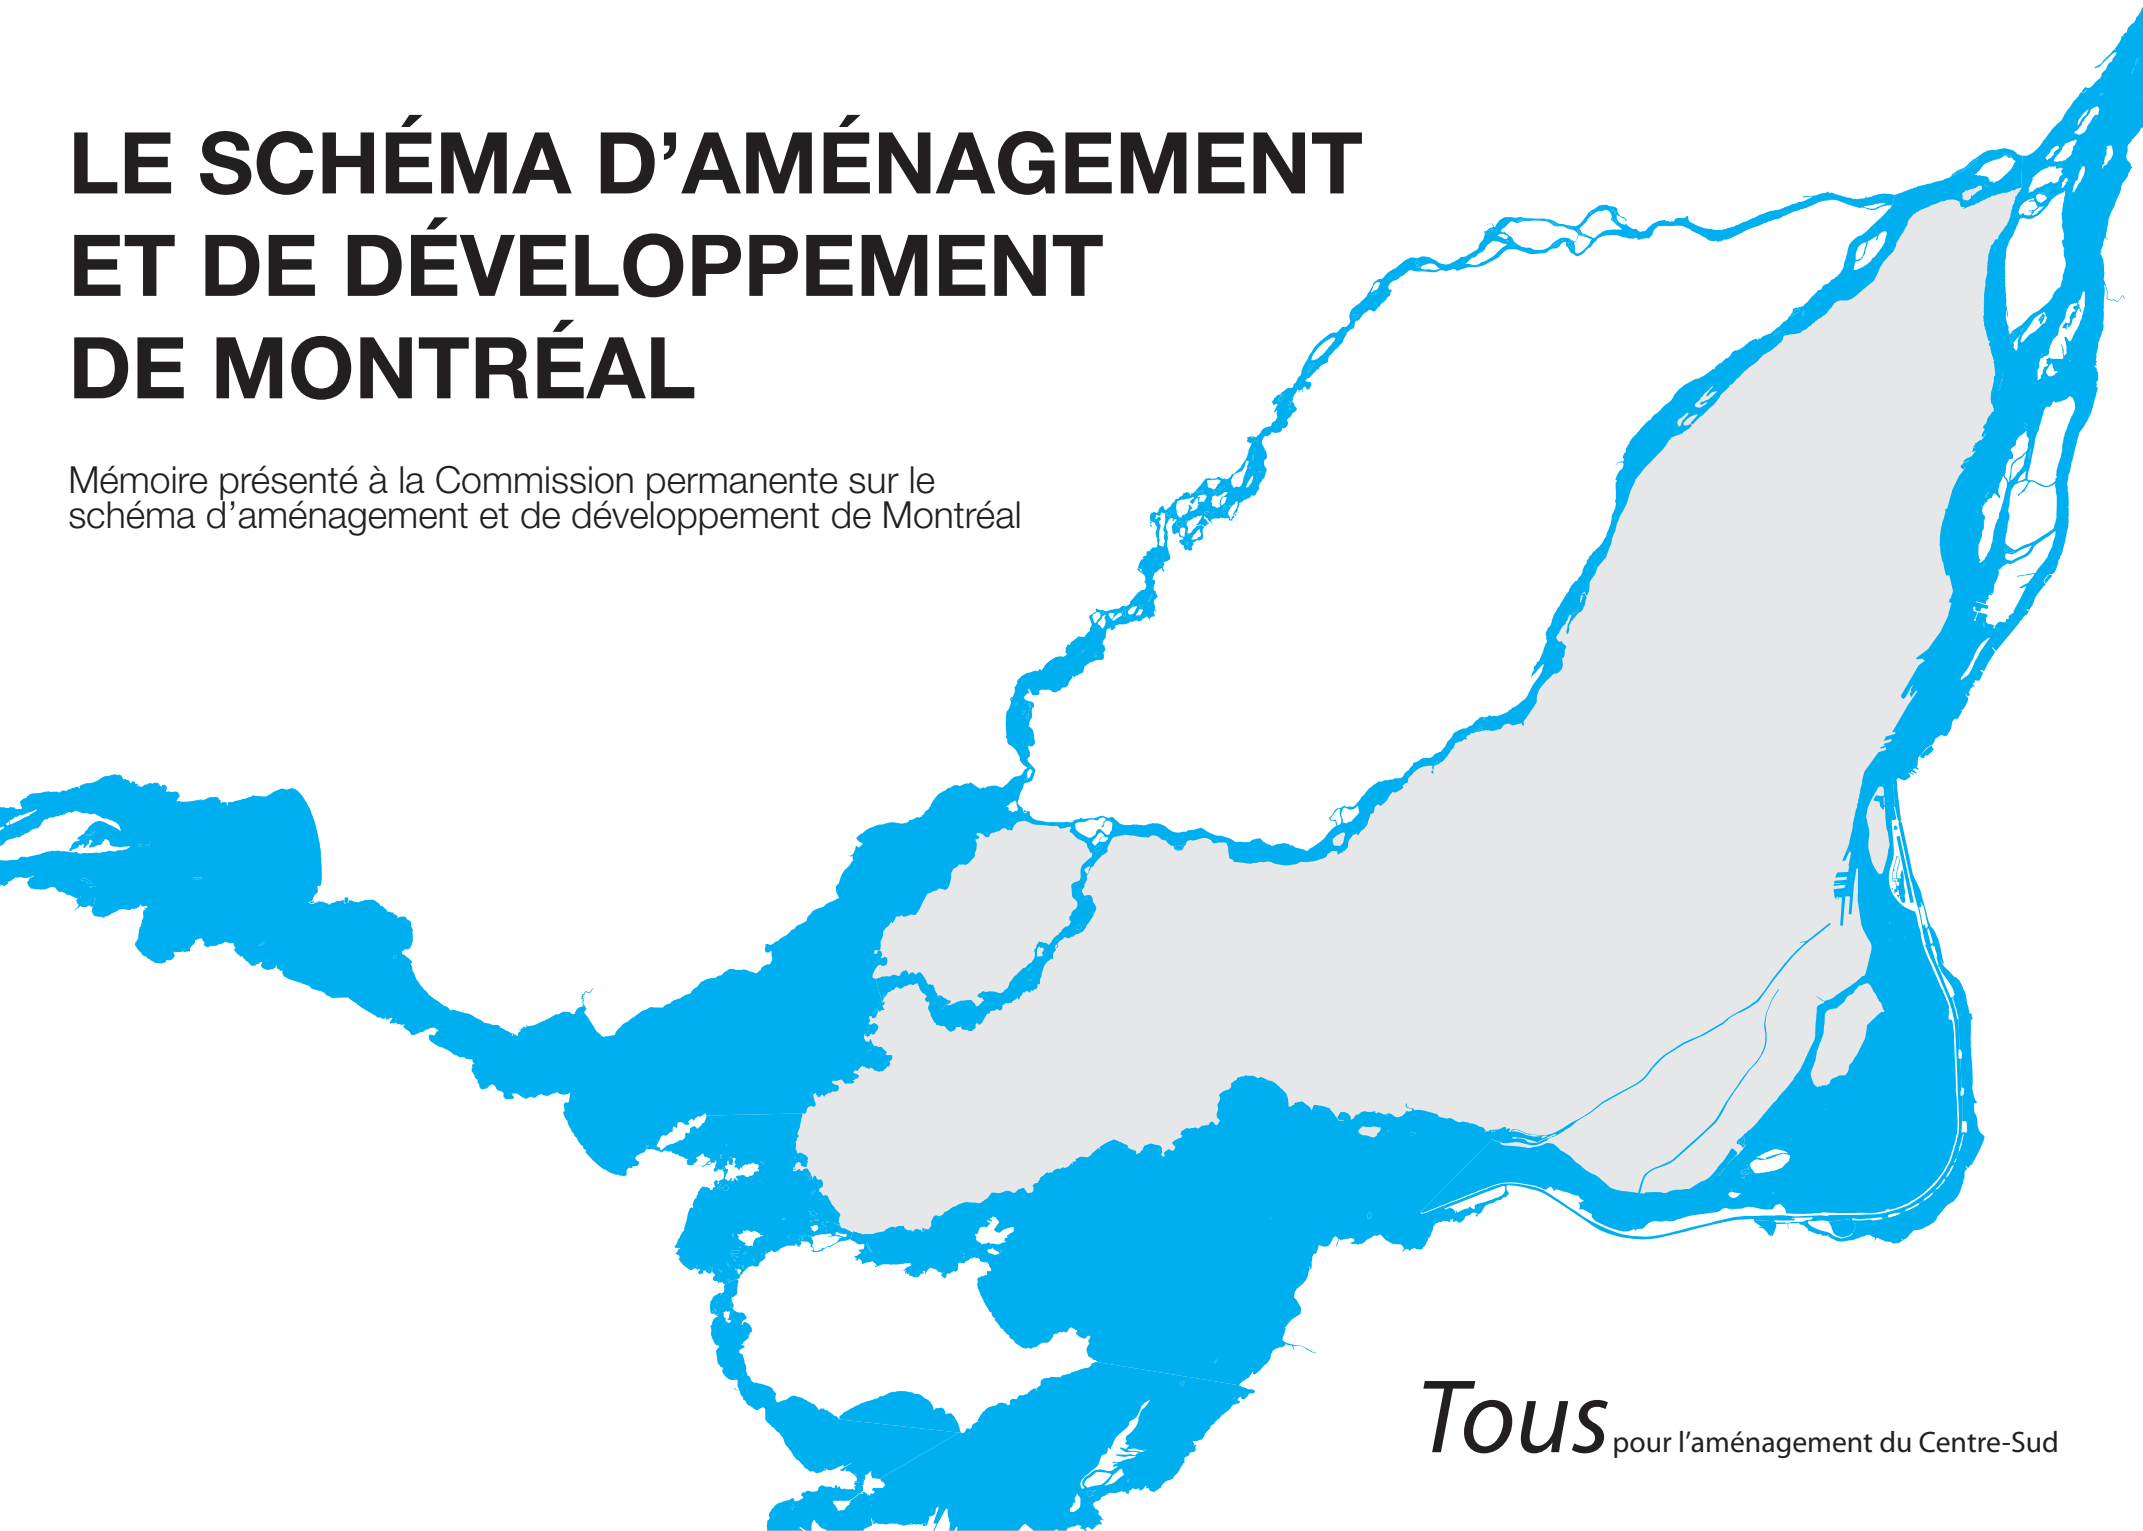 LE SCHÉMA D’AMÉNAGEMENT
ET DE DÉVELOPPEMENT
DE MONTRÉAL
Mémoire présenté à la Commission permanente sur le
schéma d’aménagement et de développement de Montréal
Tous pour l’aménagement du Centre-Sud